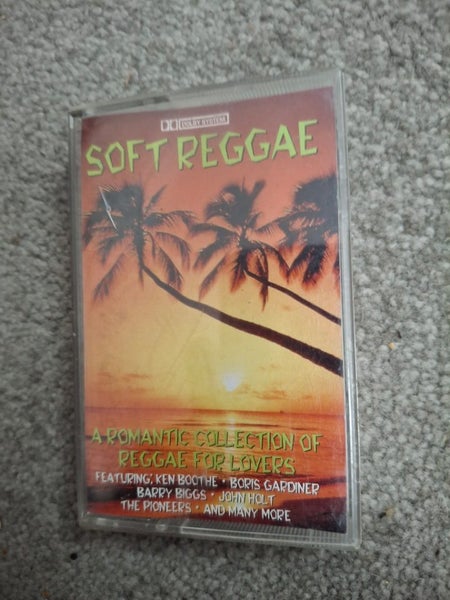 DOLBY SYSTEM
SOFT REGGAE
A ROMANTIC COLLECTION OF
REGGAE FOR LOVERS
FEATURING; KEN BOOTHE • BORIS GARDINER
BARRY BIGGS • JOHN HOLT
THE PIONEERS • AND MANY MORE